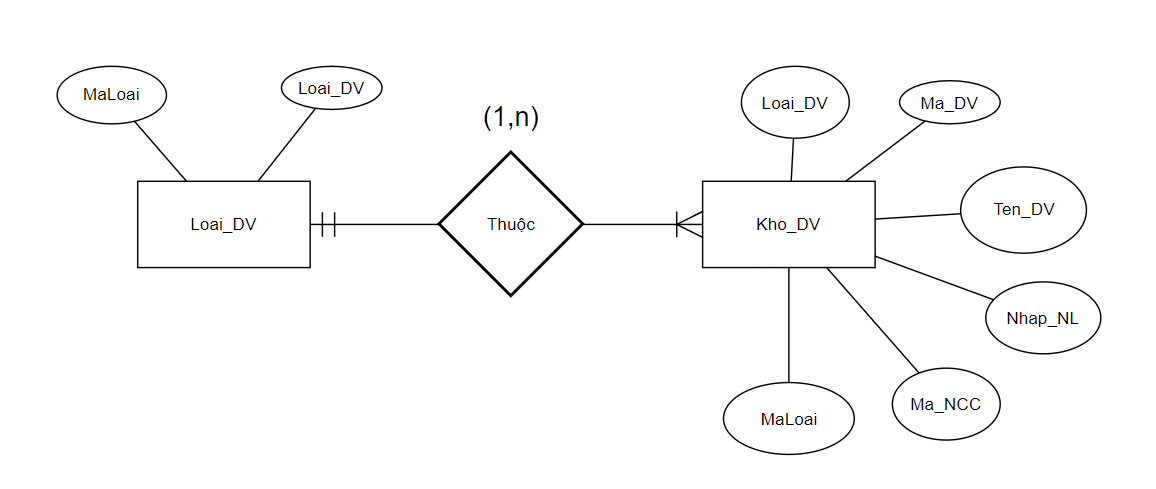 MaLoai
Loai_DV
(1,n)
Loai_DV
Ma_DV
Loai_DV
Thuộc
Kho_DV
Ten_DV
Nhap_NL
Ma_NCC
MaLoai